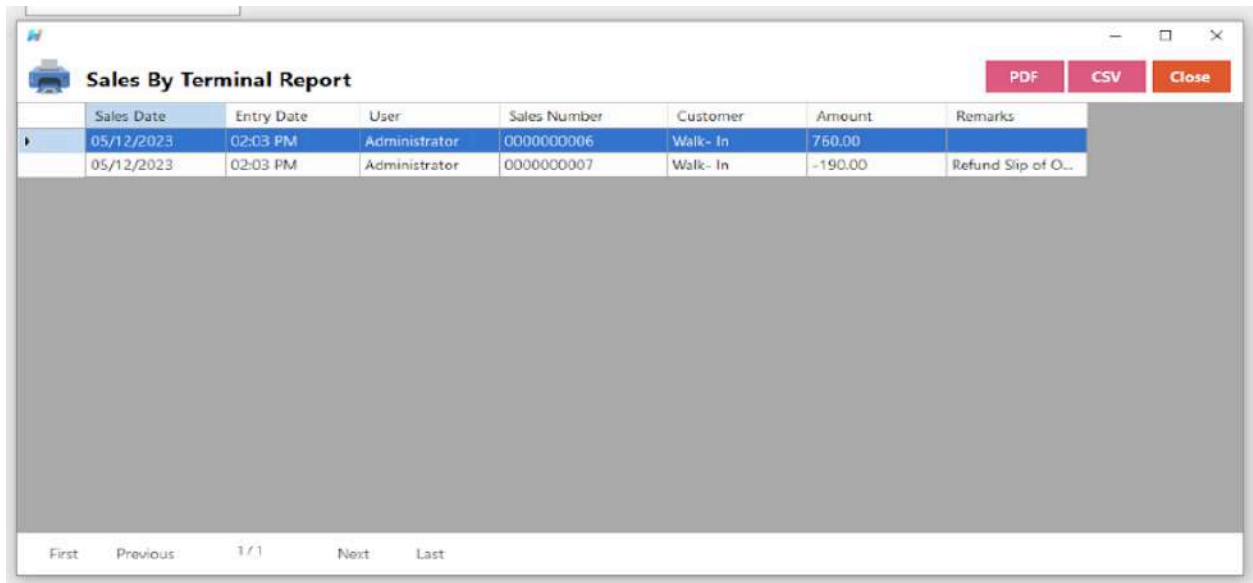 Sales By Terminal Report
PDF CSV Close
Sales Date Entry Date User Sales Number Customer Amount Remarks
05/12/2023 02:03 PM Administrator 0000000006 Walk- In 760.00
05/12/2023 02:03 PM Administrator 0000000007 Walk- In -190.00 Refund Slip of O...
First Previous 1 / 1 Next Last